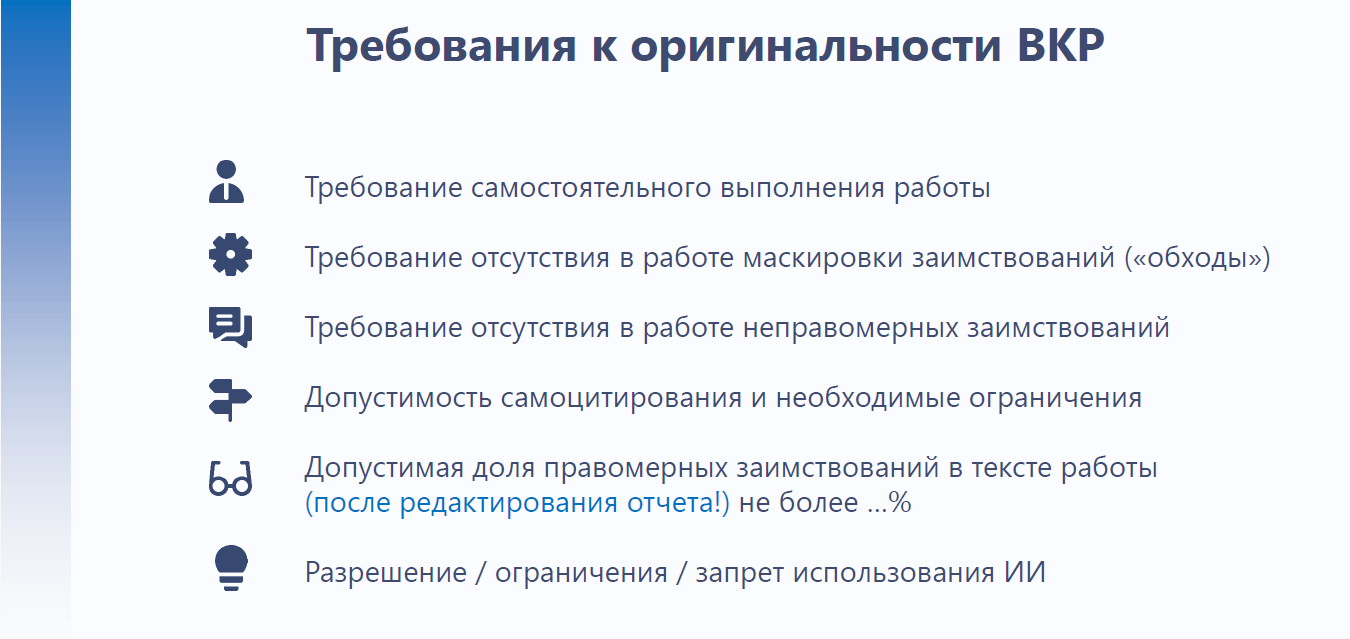 Требования к оригинальности ВКР
Требование самостоятельного выполнения работы
Требование отсутствия в работе маскировки заимствований («обходы»)
Требование отсутствия в работе неправомерных заимствований
Допустимость самоцитирования и необходимые ограничения
Допустимая доля правомерных заимствований в тексте работы
(после редактирования отчета!) не более ...%
Разрешение / ограничения / запрет использования ИИ